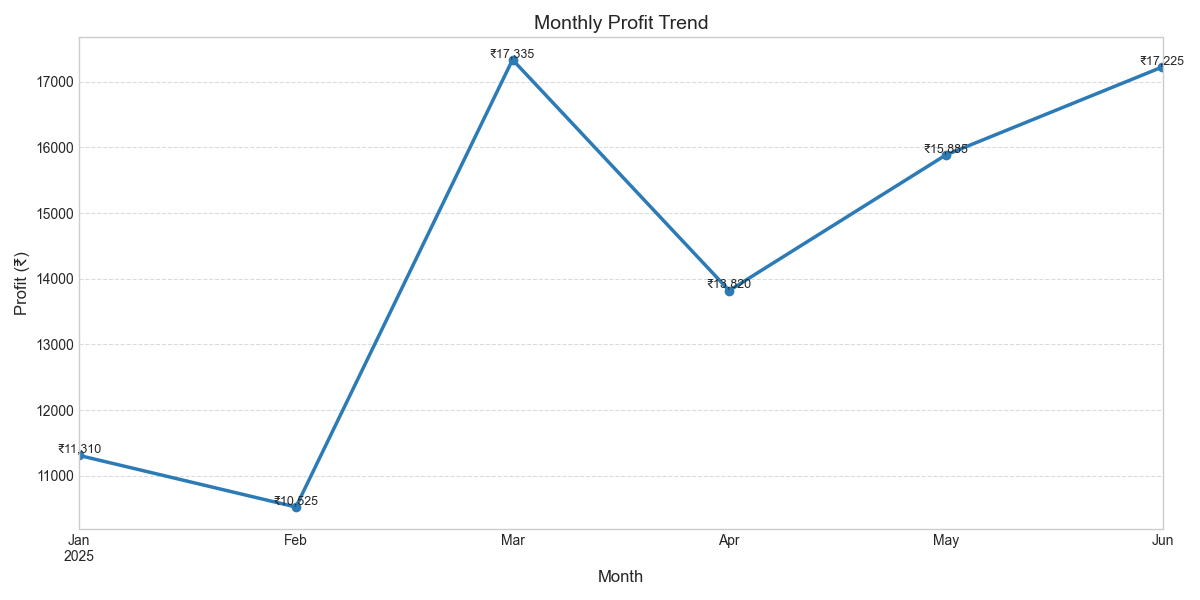 Monthly Profit Trend
Profit (₹)
17000
16000
15000
14000
13000
12000
11000
₹11,310
₹10,525
₹17,335
₹13,820
₹15,885
₹17,225
Jan
2025
Feb
Mar
Apr
May
Jun
Month